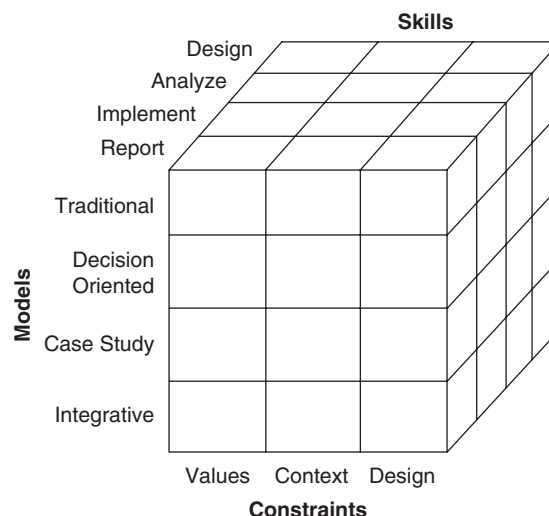 Skills
Design
Analyze
Implement
Report
Traditional
Decision
Oriented
Case Study
Integrative
Models
Values Context Design
Constraints